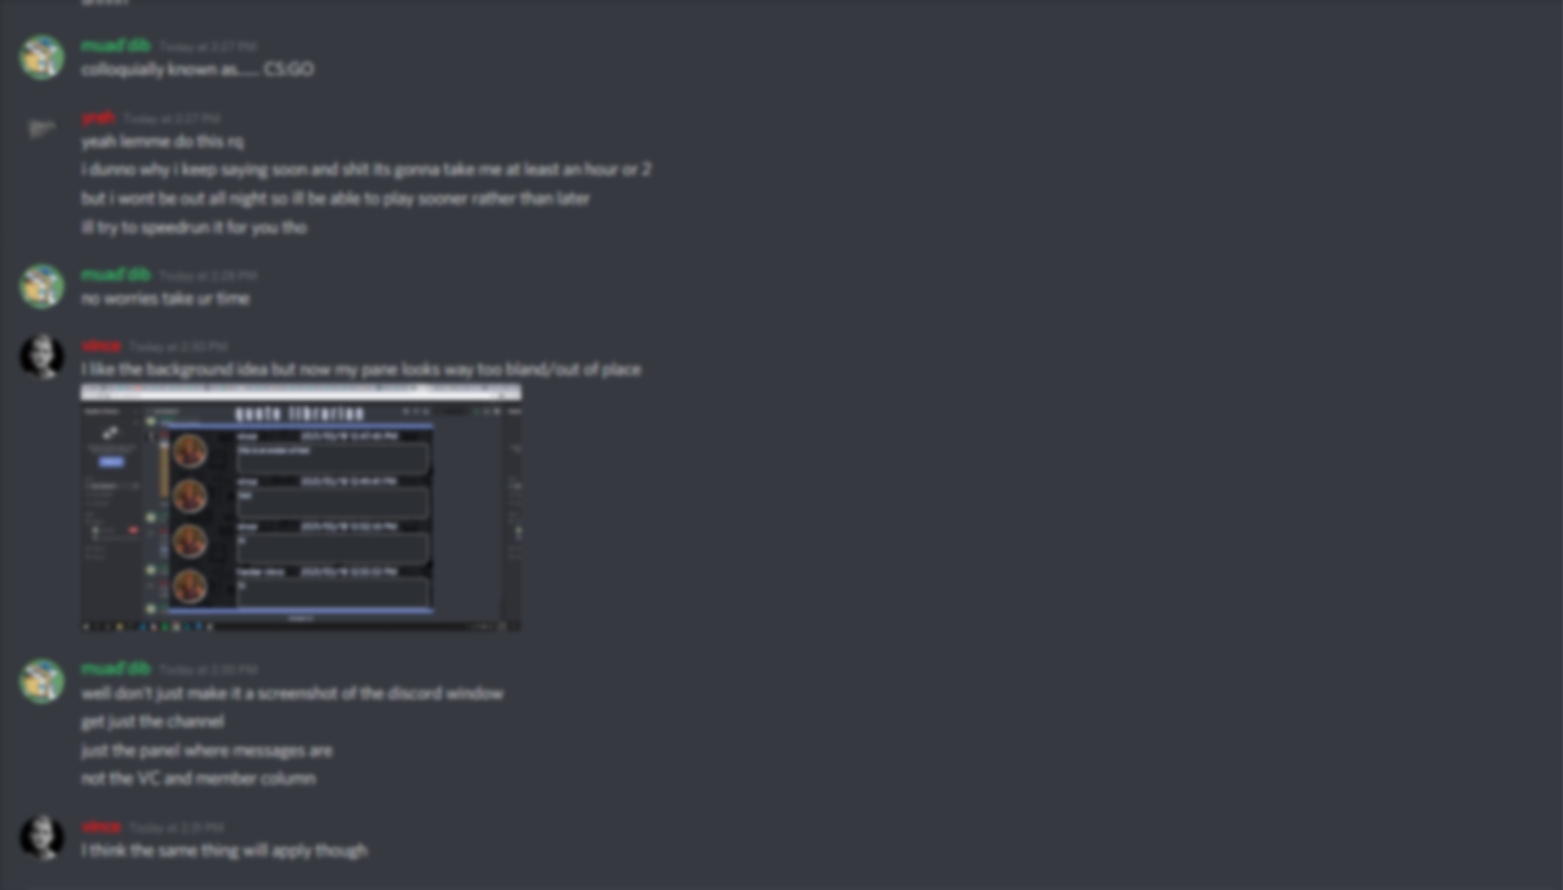 muad'dib Today at 2:27 PM
colloquially known as...... CS:GO
yeah Today at 2:27 PM
yeah lemme do this rq
i dunno why i keep saying soon and shit its gonna take me at least an hour or 2
but i wont be out all night so ill be able to play sooner rather than later
ill try to speedrun it for you tho
muad'dib Today at 2:28 PM
no worries take ur time
vince Today at 2:30 PM
I like the background idea but now my pane looks way too bland/out of place
quote librarian
vince
vince
vince
muad'dib Today at 2:30 PM
well don't just make it a screenshot of the discord window
get just the channel
just the panel where messages are
not the VC and member column
vince Today at 2:31 PM
I think the same thing will apply though